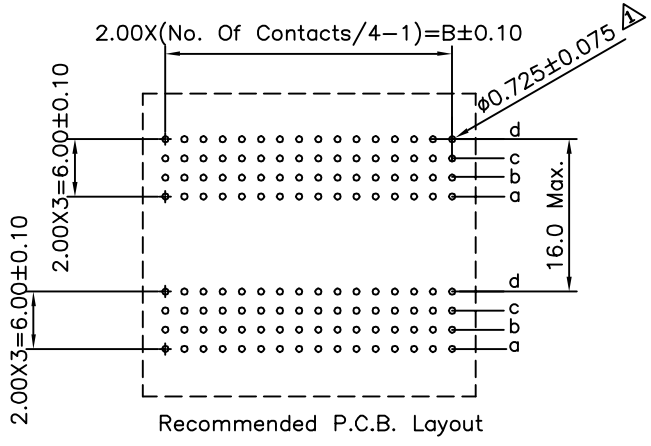 2.00X(No. Of Contacts/4-1)=B±0.10
ø0.725±0.075 1
2.00X3=6.00±0.10
d
c
b
a
16.0 Max.
2.00X3=6.00±0.10
d
c
b
a
Recommended P.C.B. Layout